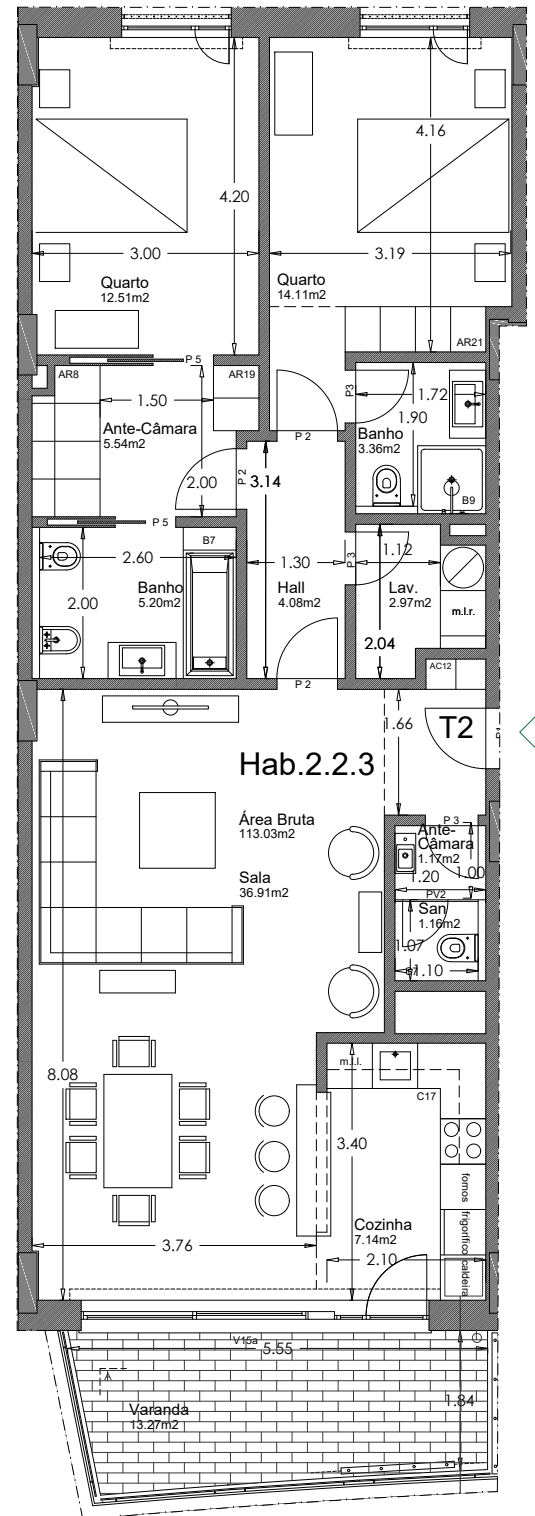 4.16
4.20
3.00
3.19
Quarto
12.51m2
Quarto
14.11m2
AR21
P 5
AR8
AR19
P3
1.72
1.50
1.90
Ante-Câmara
5.54m2
Banho
3.36m2
P 2
2.00
P 2
3.14
B9
P 5
B7
2.60
1.30
P 3
1.12
Banho
5.20m2
Hall
4.08m2
Lav.
2.97m2
2.00
m.l.r.
2.04
P 2
AC12
1.66
T2
P1
Hab.2.2.3
Área Bruta
113.03m2
P 3
Ante-
Câmara
1.17m2
1.00
1.20
Sala
36.91m2
PV2
San
1.16m2
1.07
1.10
m.l.l.
8.08
C17
3.40
fornos
frigorífico
caldeira
Cozinha
7.14m2
3.76
2.10
V15a
5.55
1.84
Varanda
13.27m2